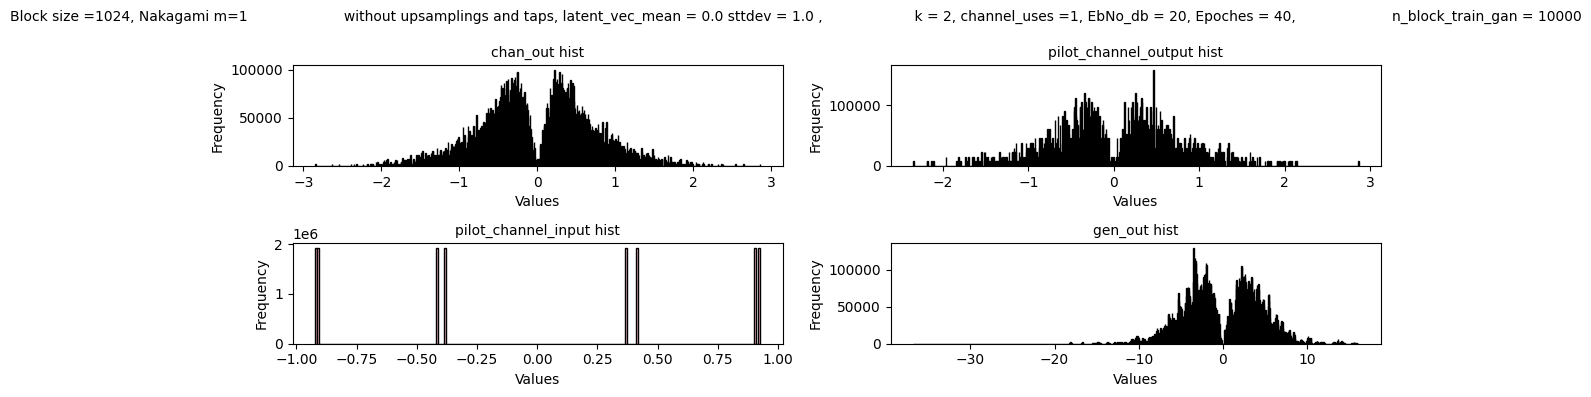 Block size =1024, Nakagami m=1 without upsamplings and taps, latent_vec_mean = 0.0 sttdev = 1.0 , k = 2, channel_uses =1, EbNo_db = 20, Epoches = 40, n_block_train_gan = 10000
chan_out hist
100000
50000
0
Frequency
−3 −2 −1 0 1 2 3
Values
pilot_channel_output hist
100000
0
Frequency
−2 −1 0 1 2 3
Values
pilot_channel_input hist
1e6
2
1
0
Frequency
−1.00 −0.75 −0.50 −0.25 0.00 0.25 0.50 0.75 1.00
Values
gen_out hist
100000
50000
0
Frequency
−30 −20 −10 0 10
Values